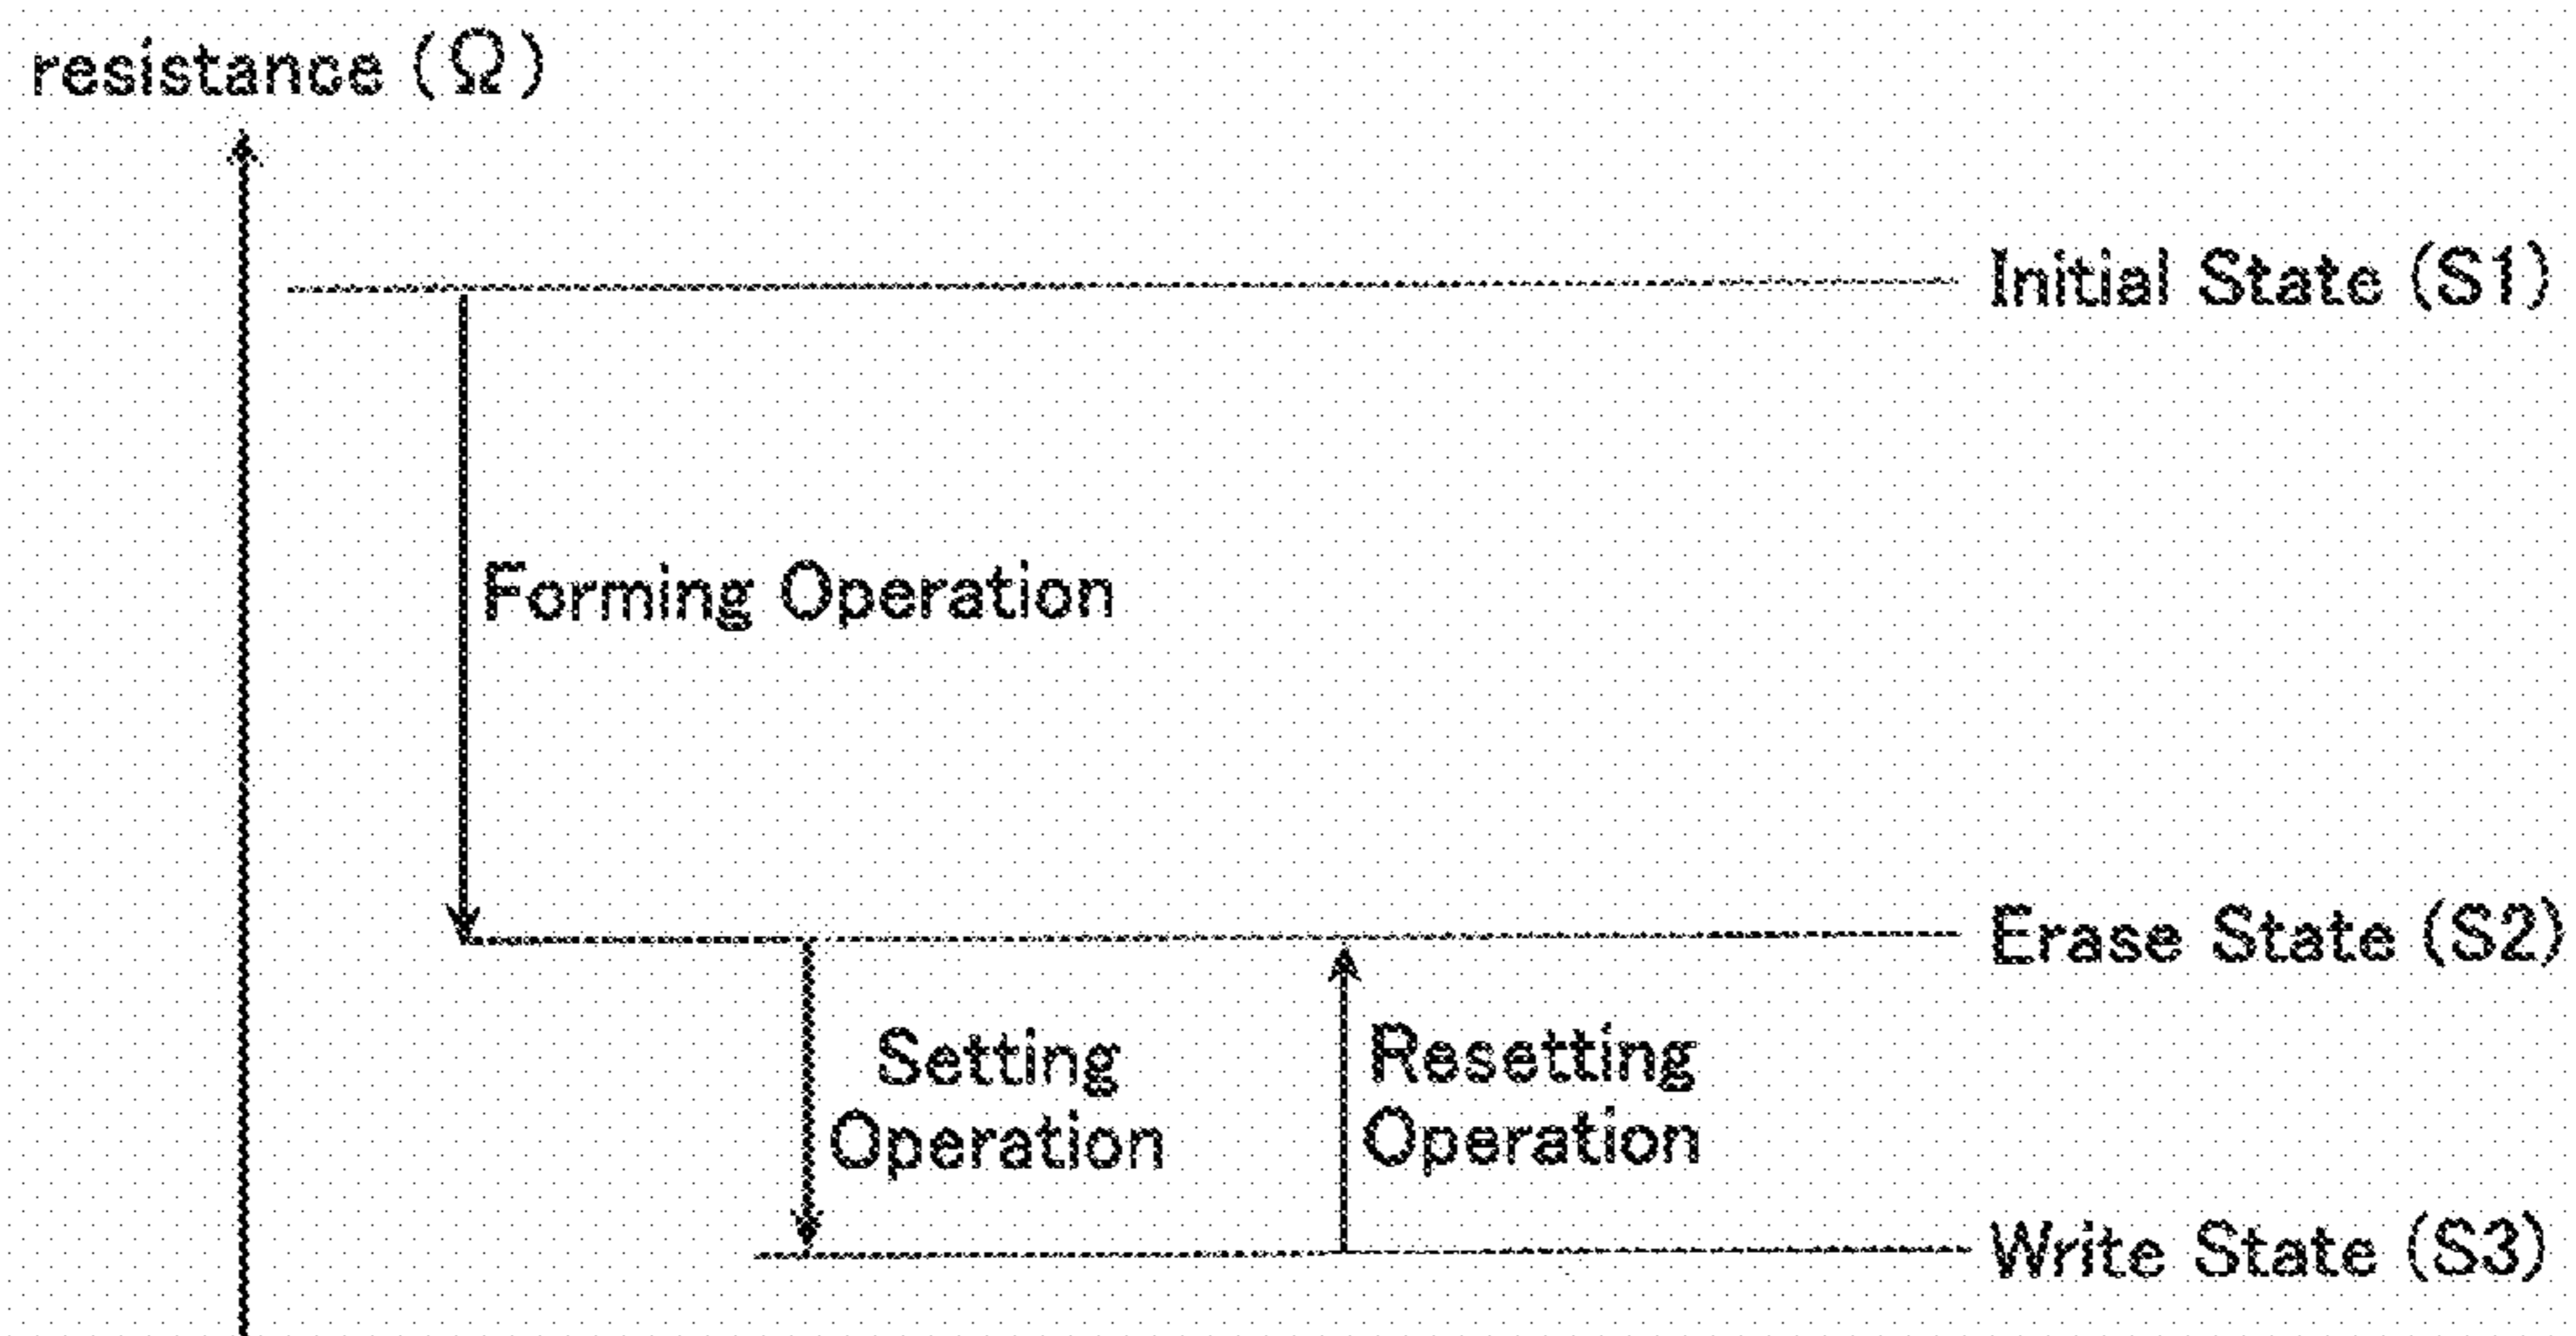 resistance (Ω)
Initial State (S1)
Forming Operation
Erase State (S2)
Setting
Operation
Resetting
Operation
Write State (S3)